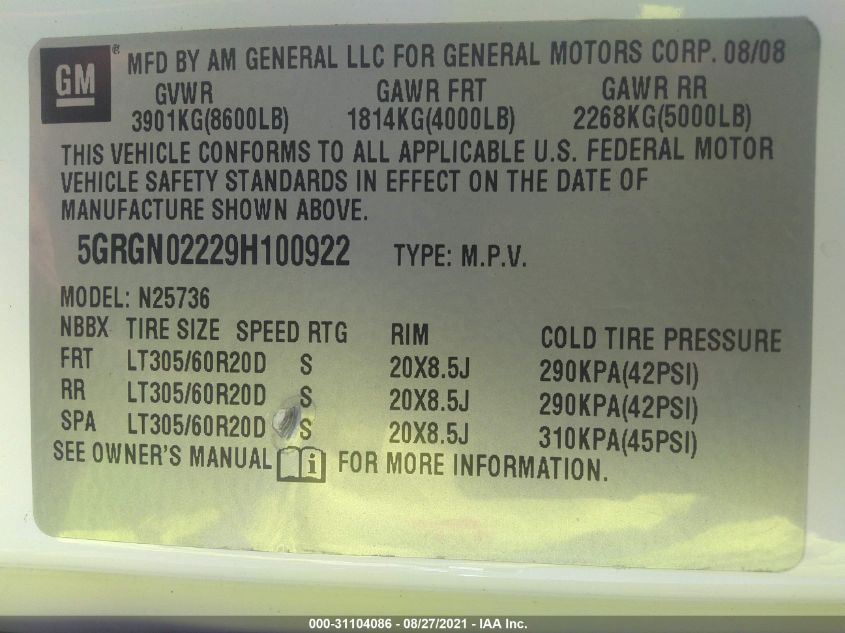 GM ® MFD BY AM GENERAL LLC FOR GENERAL MOTORS CORP. 08/08
GVWR GAWR FRT GAWR RR
3901KG(8600LB) 1814KG(4000LB) 2268KG(5000LB)
THIS VEHICLE CONFORMS TO ALL APPLICABLE U.S. FEDERAL MOTOR
VEHICLE SAFETY STANDARDS IN EFFECT ON THE DATE OF
MANUFACTURE SHOWN ABOVE.
5GRGN02229H100922 TYPE: M.P.V.
MODEL: N25736
NBBX TIRE SIZE SPEED RTG RIM COLD TIRE PRESSURE
FRT LT305/60R20D S 20X8.5J 290KPA(42PSI)
RR LT305/60R20D S 20X8.5J 290KPA(42PSI)
SPA LT305/60R20D S 20X8.5J 310KPA(45PSI)
SEE OWNER'S MANUAL i FOR MORE INFORMATION.
000-31104086 - 08/27/2021 - IAA Inc.